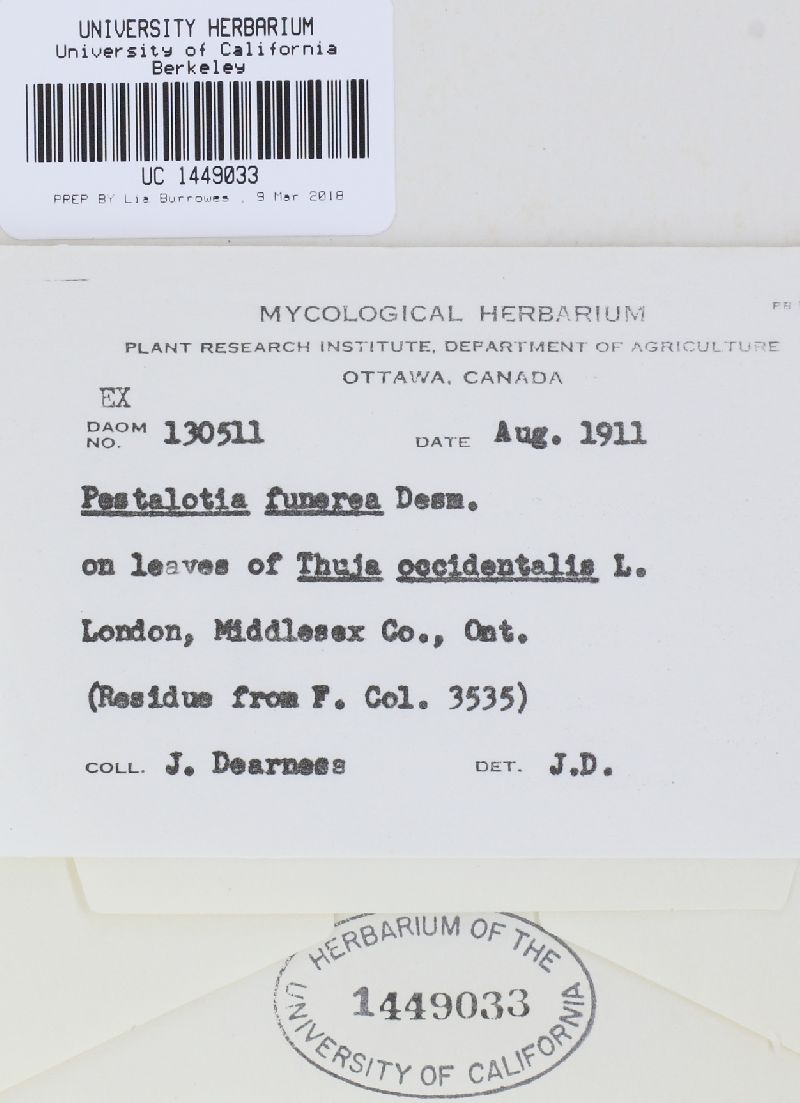 UNIVERSITY HERBARIUM
University of California
Berkeley
UC 1449033
PREP BY Lia Burrowes , 9 Mar 2018
MYCOLOGICAL HERBARIUM
PLANT RESEARCH INSTITUTE, DEPARTMENT OF AGRICULTURE
OTTAWA, CANADA
EX
DAOM NO. 130511 DATE Aug. 1911
Pestalotia funerea Desm.
on leaves of Thuja occidentalis L.
London, Middlesex Co., Ont.
(Residue from F. Col. 3535)
COLL. J. Dearness DET. J.D.
HERBARIUM OF THE
1449033
UNIVERSITY OF CALIFORNIA